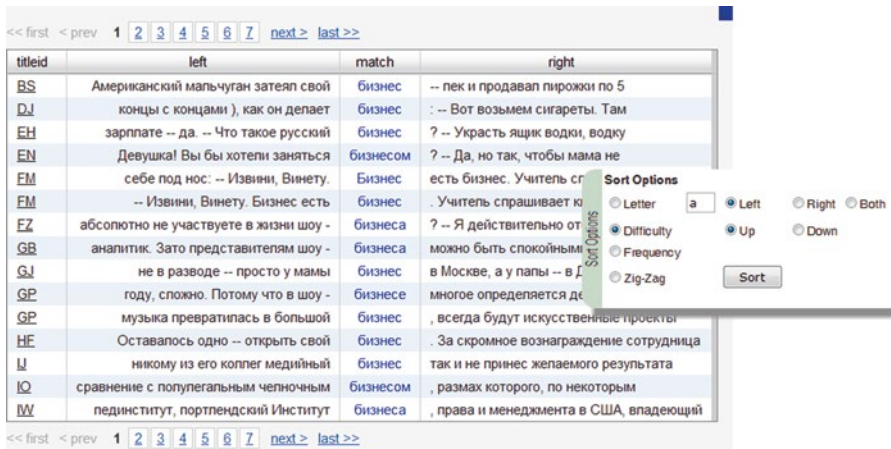 << first < prev 1 2 3 4 5 6 7 next > last >>
titleid left match right
BS Американский мальчуган затеял свой бизнес -- пек и продавал пирожки по 5
DJ концы с концами ), как он делает бизнес : -- Вот возьмем сигареты. Там
EH зарплате -- да. -- Что такое русский бизнес ? -- Украсть ящик водки, водку
EN Девушка! Вы бы хотели заняться бизнесом ? -- Да, но так, чтобы мама не
FM себе под нос: -- Извини, Винету. Бизнес есть бизнес. Учитель
FM -- Извини, Винету. Бизнес есть бизнес . Учитель спрашивает
FZ абсолютно не участвуете в жизни шоу - бизнеса ? -- Я действительно
GB аналитик. Зато представителям шоу - бизнеса можно быть
GJ не в разводе -- просто у мамы бизнес в Москве, а у папы -- в
GP году, сложно. Потому что в шоу - бизнесе многое определяется
GP музыка превратилась в большой бизнес , всегда будут искусственные проекты
HF Оставалось одно -- открыть свой бизнес . За скромное вознаграждение сотрудница
IJ никому из его коллег медийный бизнес так и не принес желаемого результата
IO сравнение с полулегальным челночным бизнесом , размах которого, по некоторым
IW пединститут, портлендский Институт бизнеса , права и менеджмента в США, владеющий
<< first < prev 1 2 3 4 5 6 7 next > last >>
Sort Options
Sort Options
Letter a Left Right Both
Difficulty Up Down
Frequency
Zig-Zag Sort